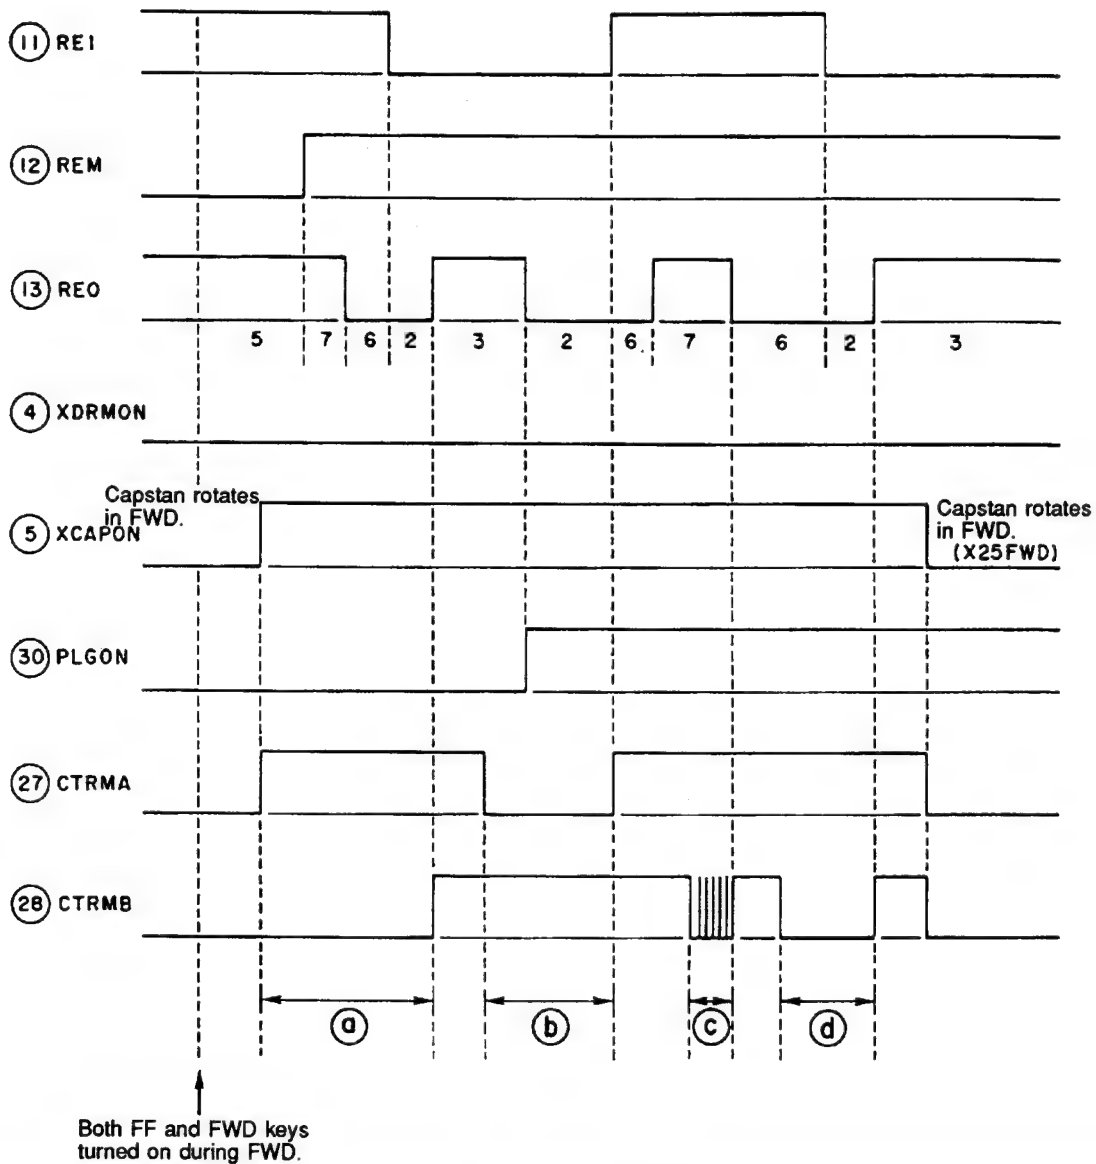 11 RE1
12 REM
13 RE0
5 7 6 2 3 2 6 7 6 2 3
4 XDRMON
Capstan rotates
in FWD.
5 XCAPON
Capstan rotates
in FWD.
(X25FWD)
30 PLGON
27 CTRMA
28 CTRMB
a b c d
Both FF and FWD keys
turned on during FWD.